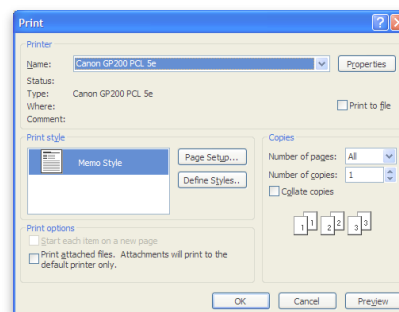 Print
Printer
Name: Canon GP200 PCL 5e Properties
Status:
Type: Canon GP200 PCL 5e
Where: Print to file
Comment:
Print style
Memo Style
Page Setup...
Define Styles..
Copies
Number of pages: All
Number of copies: 1
Collate copies
1 1 2 2 3 3
Print options
Start each item on a new page
Print attached files. Attachments will print to the
default printer only.
OK Cancel Preview